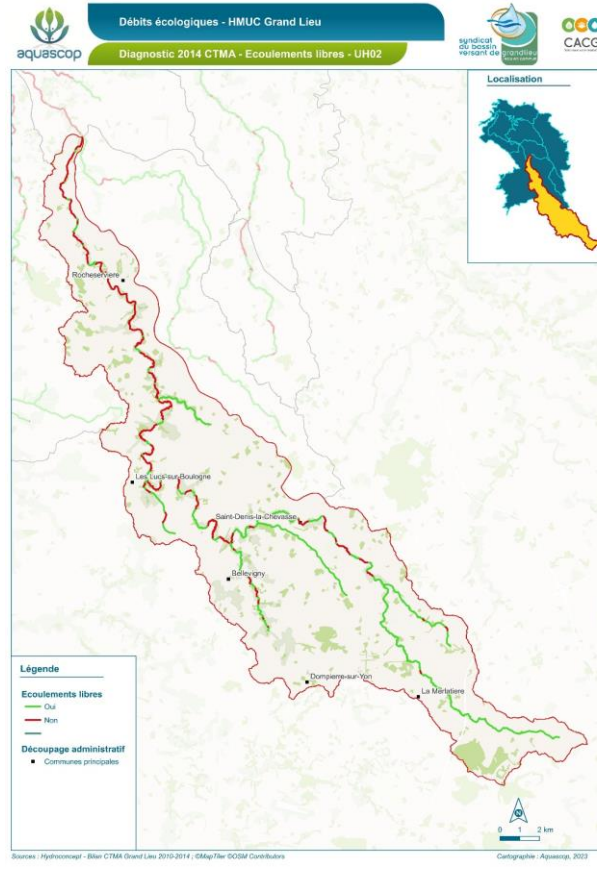 aquascop
Débits écologiques - HMUC Grand Lieu
Diagnostic 2014 CTMA - Ecoulements libres - UH02
syndicat
du bassin
versant de
grandlieu
CACG
Localisation
Rocheservière
Les Lucs-sur-Boulogne
Saint-Denis-la-Chevasse
Bellevigny
Dompierre-sur-Yon
La Merlatière
Légende
Ecoulements libres
Oui
Non
Découpage administratif
Communes principales
0 1 2 km
Sources : Hydroconcept - Bilan CTMA Grand Lieu 2010-2014 ; ©MapTiler ©OSM Contributors
Cartographie : Aquascop, 2023